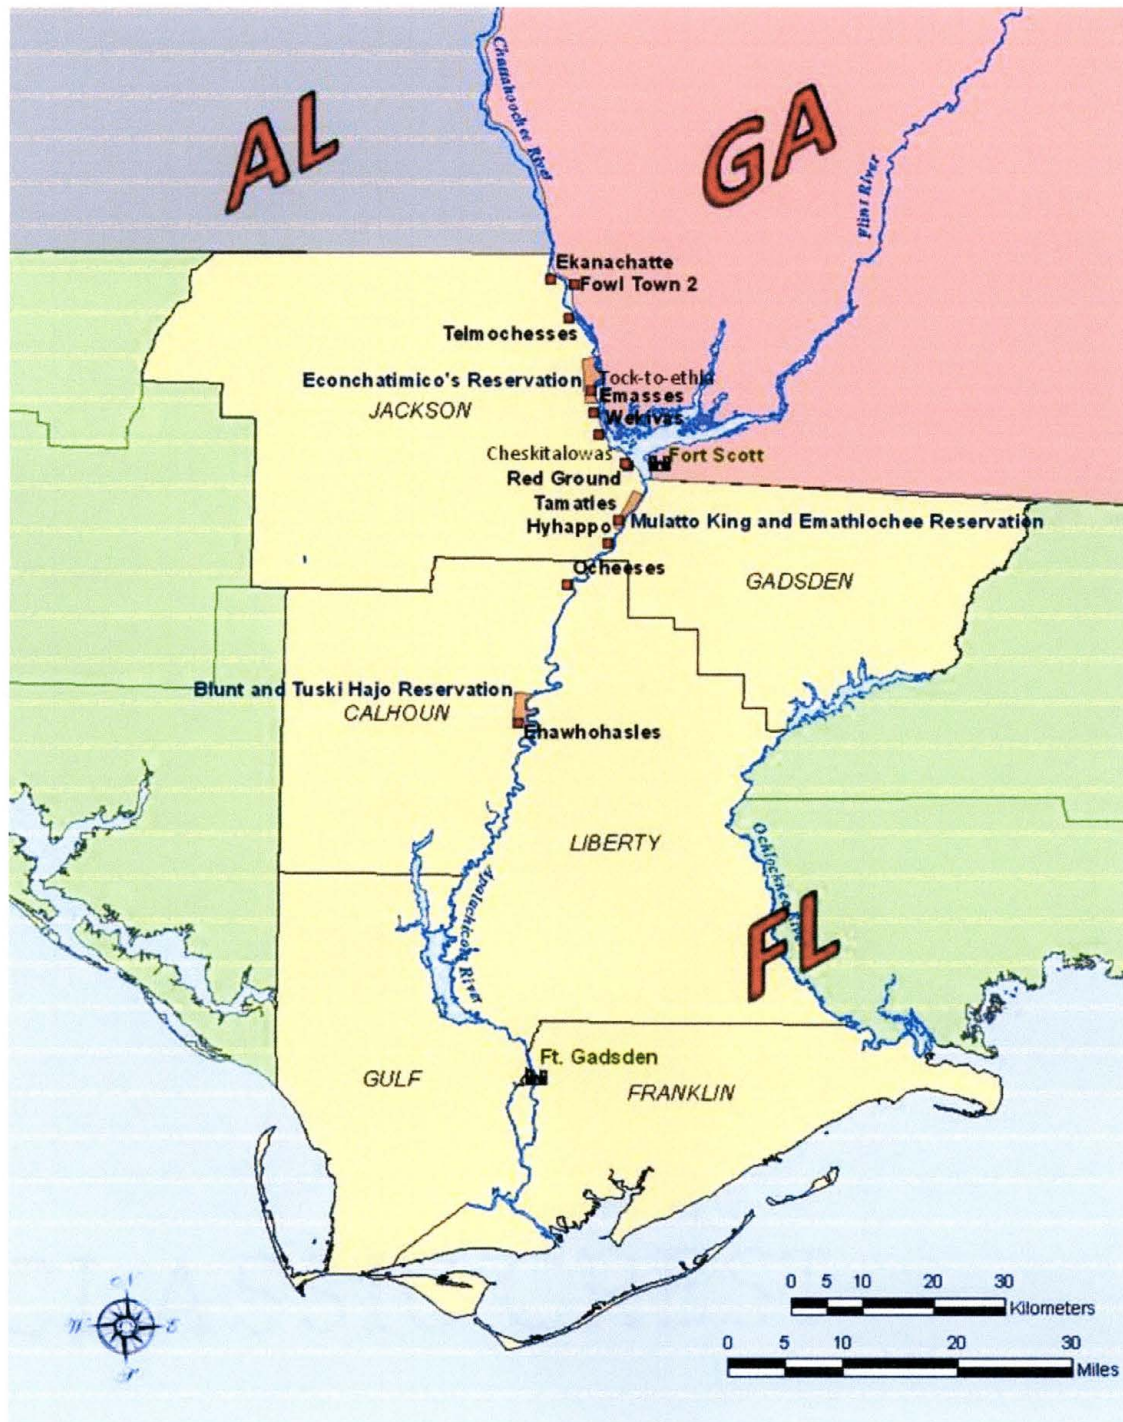 Chattahoochee River
AL
GA
Flint River
Ekanachatte
Fowl Town 2
Telmochesses
Econchatimico's Reservation
Tock-to-ethla
JACKSON
Emasses
Wekivas
Cheskitalowas
Fort Scott
Red Ground
Tamatles
Mulatto King and Emathlochee Reservation
Hyhappo
Ocheeses
GADSDEN
Blunt and Tuski Hajo Reservation
CALHOUN
Ehawhohasles
LIBERTY
Ochlocknee River
Apalachicola River
FL
Ft. Gadsden
GULF
FRANKLIN
N
W E
S
0 5 10 20 30
Kilometers
0 5 10 20 30
Miles